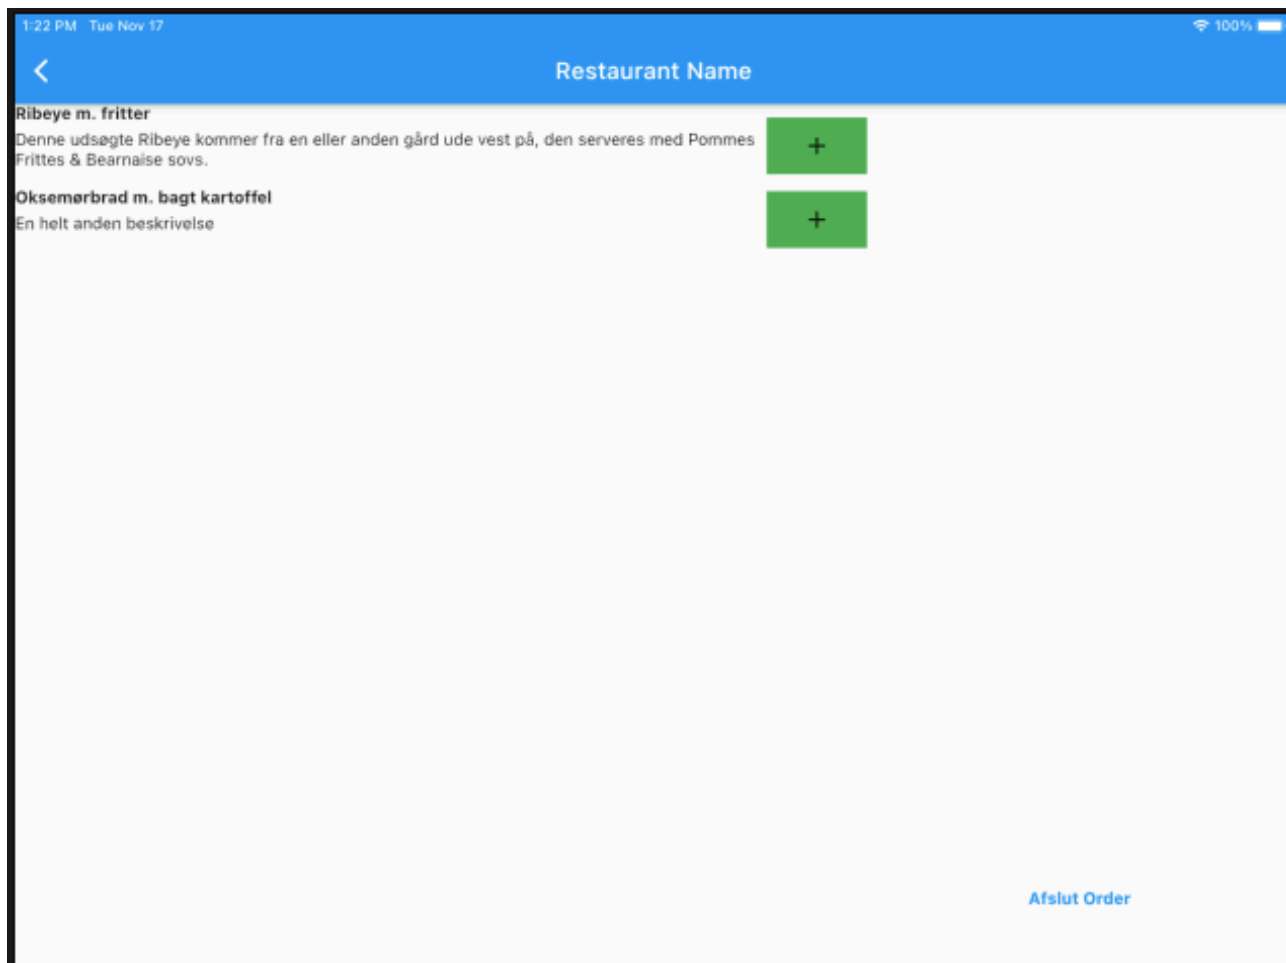 1:22 PM Tue Nov 17
100%
Restaurant Name
Ribeye m. fritter
Denne udsøgte Ribeye kommer fra en eller anden gård ude vest på, den serveres med Pommes
Frittes & Bearnaise sovs.
+
Oksemørbrad m. bagt kartoffel
En helt anden beskrivelse
+
Afslut Order